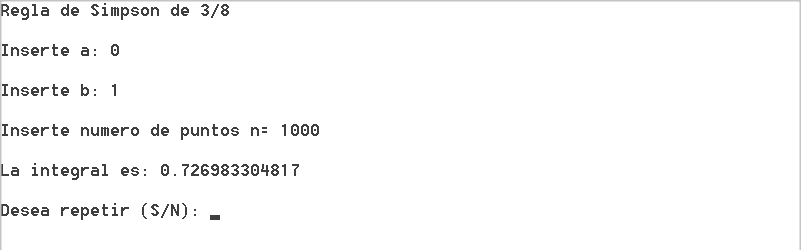 Regla de Simpson de 3/8
Inserte a: 0
Inserte b: 1
Inserte numero de puntos n= 1000
La integral es: 0.726983304817
Desea repetir (S/N): _